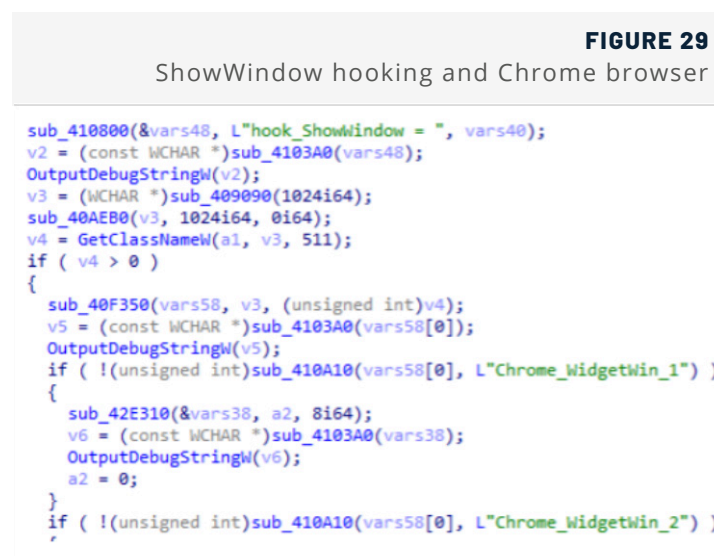 FIGURE 29
ShowWindow hooking and Chrome browser
sub_410800(&vars48, L"hook_ShowWindow = ", vars40);
v2 = (const WCHAR *)sub_4103A0(vars48);
OutputDebugStringW(v2);
v3 = (WCHAR *)sub_409090(1024i64);
sub_40AEB0(v3, 1024i64, 0i64);
v4 = GetClassNameW(a1, v3, 511);
if ( v4 > 0 )
{
sub_40F350(vars58, v3, (unsigned int)v4);
v5 = (const WCHAR *)sub_4103A0(vars58[0]);
OutputDebugStringW(v5);
if ( !(unsigned int)sub_410A10(vars58[0], L"Chrome_WidgetWin_1") )
{
sub_42E310(&vars38, a2, 8i64);
v6 = (const WCHAR *)sub_4103A0(vars38);
OutputDebugStringW(v6);
a2 = 0;
}
if ( !(unsigned int)sub_410A10(vars58[0], L"Chrome_WidgetWin_2") )